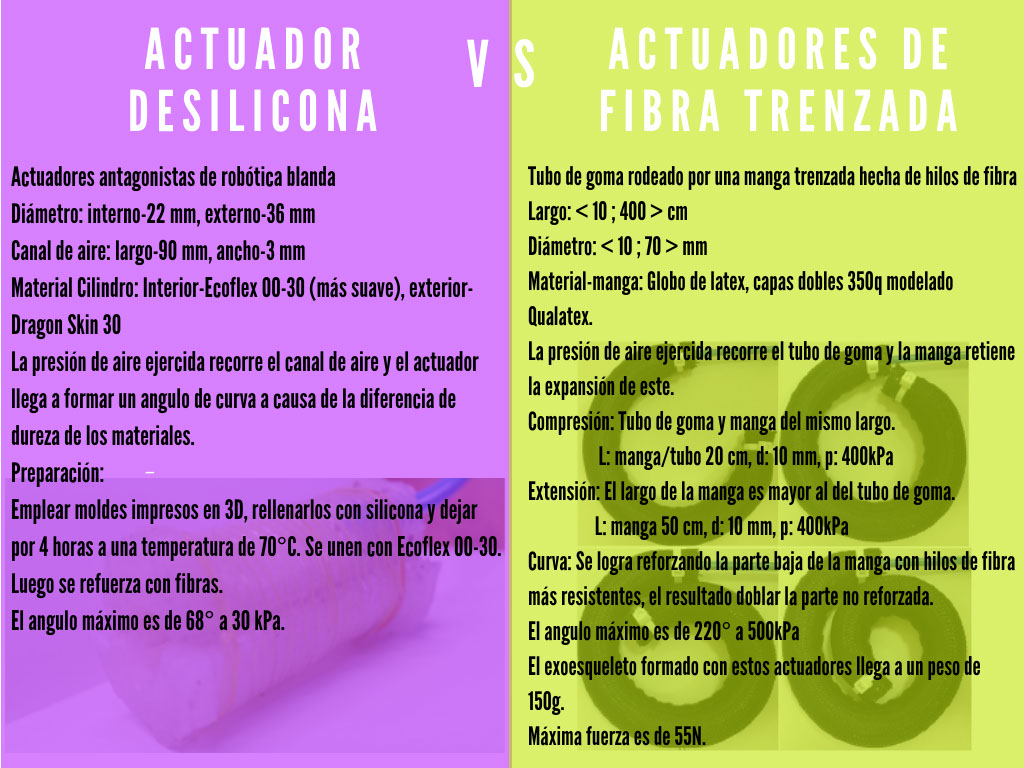 ACTUADOR
DESILICONA
VS
ACTUADORES DE
FIBRA TRENZADA
Actuadores antagonistas de robótica blanda
Diámetro: interno-22 mm, externo-36 mm
Canal de aire: largo-90 mm, ancho-3 mm
Material Cilindro: Interior-Ecoflex 00-30 (más suave), exterior-
Dragon Skin 30
La presión de aire ejercida recorre el canal de aire y el actuador
llega a formar un angulo de curva a causa de la diferencia de
dureza de los materiales.
Preparación: –
Emplear moldes impresos en 3D, rellenarlos con silicona y dejar
por 4 horas a una temperatura de 70°C. Se unen con Ecoflex 00-30.
Luego se refuerza con fibras.
El angulo máximo es de 68° a 30 kPa.
Tubo de goma rodeado por una manga trenzada hecha de hilos de fibra
Largo: < 10 ; 400 > cm
Diámetro: < 10 ; 70 > mm
Material-manga: Globo de latex, capas dobles 350q modelado
Qualatex.
La presión de aire ejercida recorre el tubo de goma y la manga retiene
la expansión de este.
Compresión: Tubo de goma y manga del mismo largo.
L: manga/tubo 20 cm, d: 10 mm, p: 400kPa
Extensión: El largo de la manga es mayor al del tubo de goma.
L: manga 50 cm, d: 10 mm, p: 400kPa
Curva: Se logra reforzando la parte baja de la manga con hilos de fibra
más resistentes, el resultado doblar la parte no reforzada.
El angulo máximo es de 220° a 500kPa
El exoesqueleto formado con estos actuadores llega a un peso de
150g.
Máxima fuerza es de 55N.